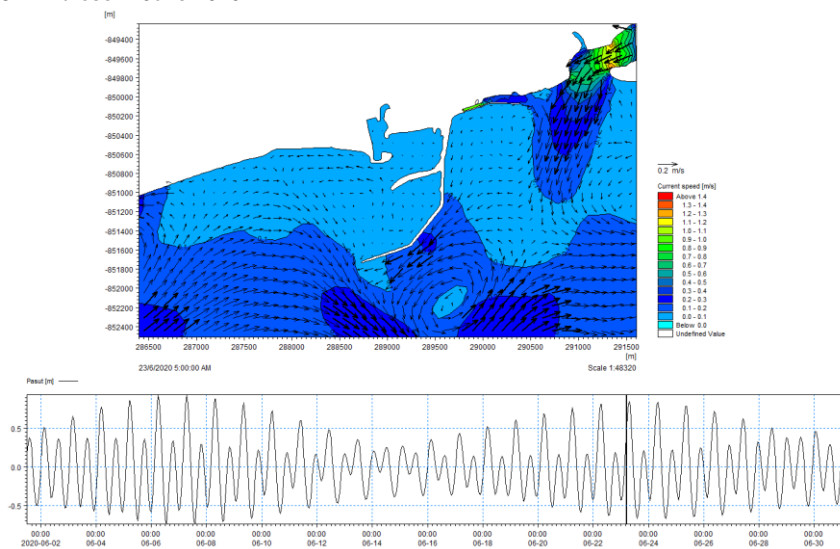 [m]
-849400
-849600
-849800
-850000
-850200
-850400
-850600
-850800
-851000
-851200
-851400
-851600
-851800
-852000
-852200
-852400
286500 287000 287500 288000 288500 289000 289500 290000 290500 291000 291500
[m]
23/6/2020 5:00:00 AM
Scale 1:48320
0.2 m/s
Current speed [m/s]
Above 1.4
1.3 - 1.4
1.2 - 1.3
1.1 - 1.2
1.0 - 1.1
0.9 - 1.0
0.8 - 0.9
0.7 - 0.8
0.6 - 0.7
0.5 - 0.6
0.4 - 0.5
0.3 - 0.4
0.2 - 0.3
0.1 - 0.2
0.0 - 0.1
Below 0.0
Undefined Value
Pasut [m]
0.5
0.0
-0.5
00:00 00:00 00:00 00:00 00:00 00:00 00:00 00:00 00:00 00:00 00:00 00:00 00:00 00:00 00:00
2020-06-02 06-04 06-06 06-08 06-10 06-12 06-14 06-16 06-18 06-20 06-22 06-24 06-26 06-28 06-30